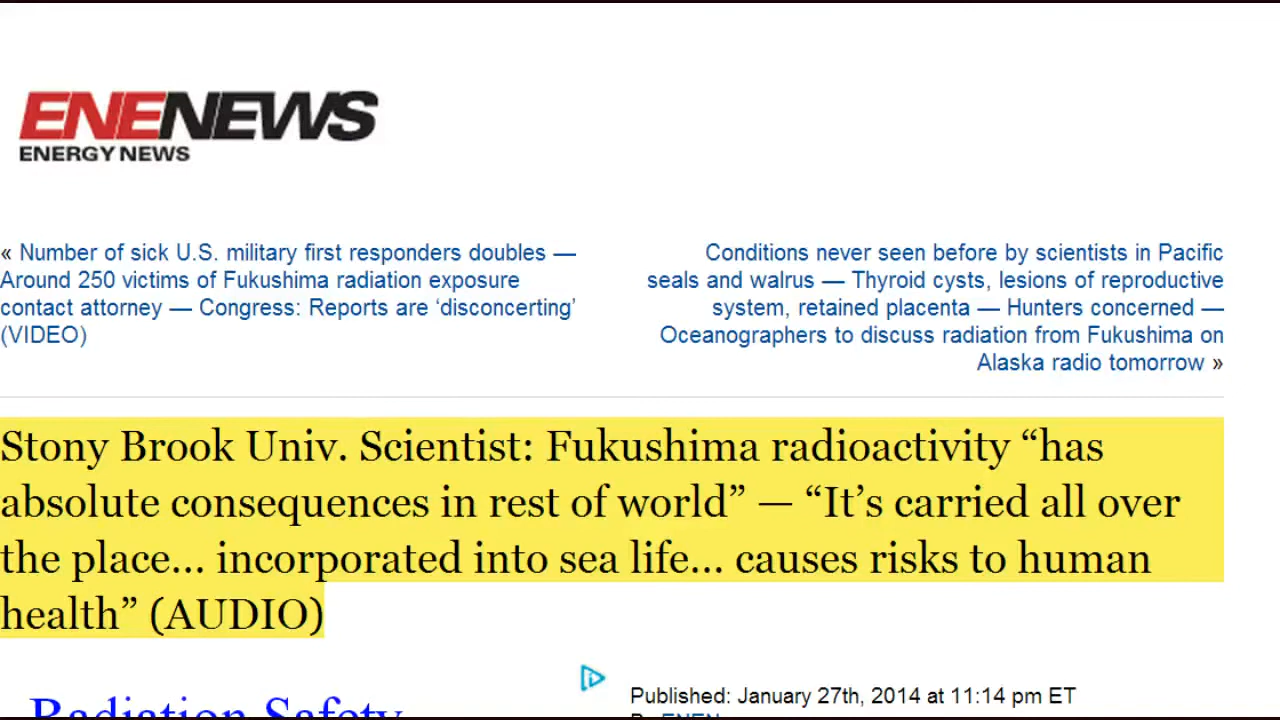 ENENEWS
ENERGY NEWS
« Number of sick U.S. military first responders doubles —
Around 250 victims of Fukushima radiation exposure
contact attorney — Congress: Reports are ‘disconcerting’
(VIDEO)
Conditions never seen before by scientists in Pacific
seals and walrus — Thyroid cysts, lesions of reproductive
system, retained placenta — Hunters concerned —
Oceanographers to discuss radiation from Fukushima on
Alaska radio tomorrow »
Stony Brook Univ. Scientist: Fukushima radioactivity “has
absolute consequences in rest of world” — “It’s carried all over
the place… incorporated into sea life… causes risks to human
health” (AUDIO)
Radiation Safety
Published: January 27th, 2014 at 11:14 pm ET